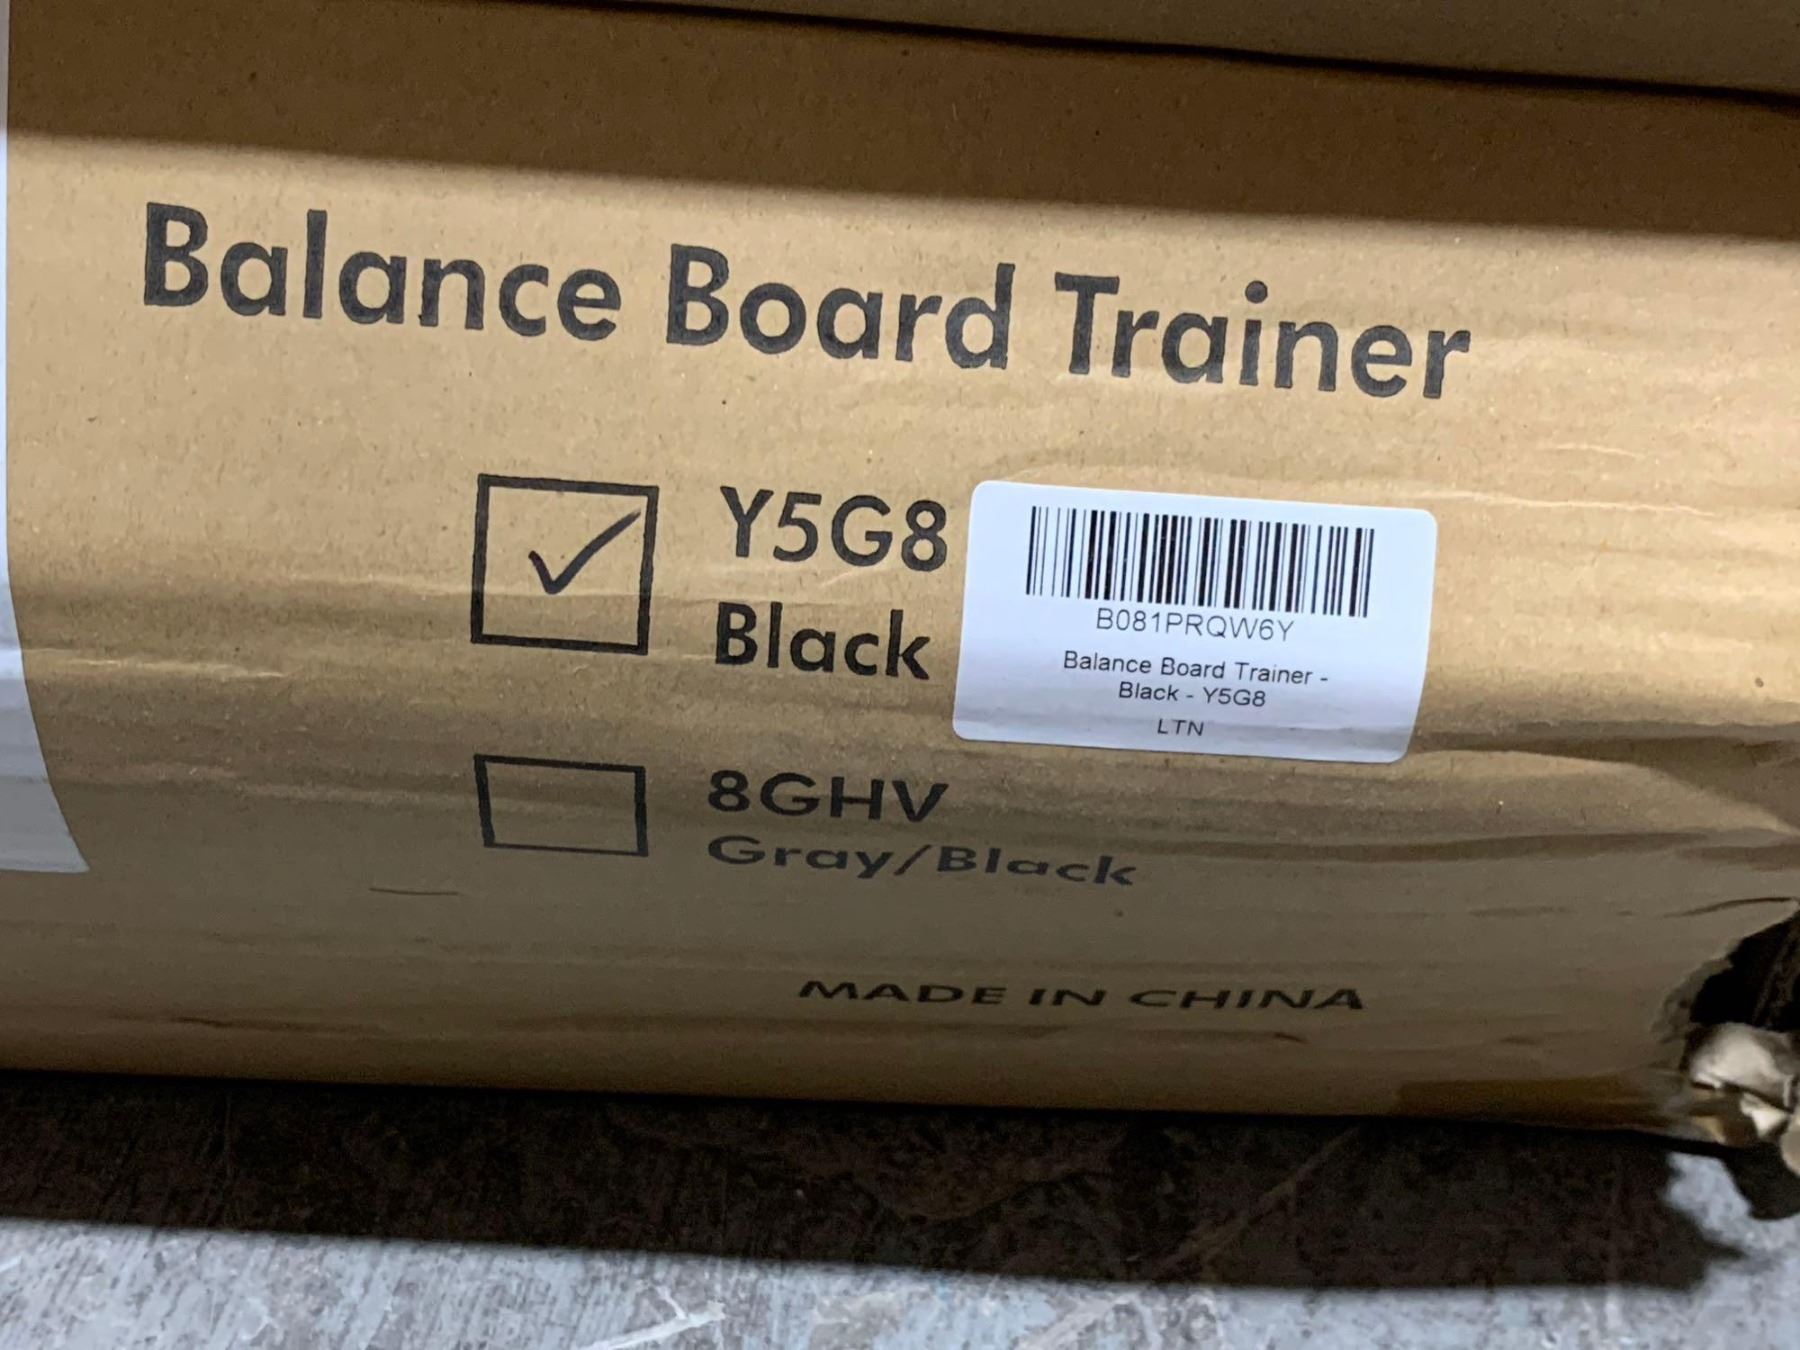 Balance Board Trainer
Y5G8
Black
B081PRQW6Y
Balance Board Trainer -
Black - Y5G8
LTN
8GHV
Gray/Black
MADE IN CHINA